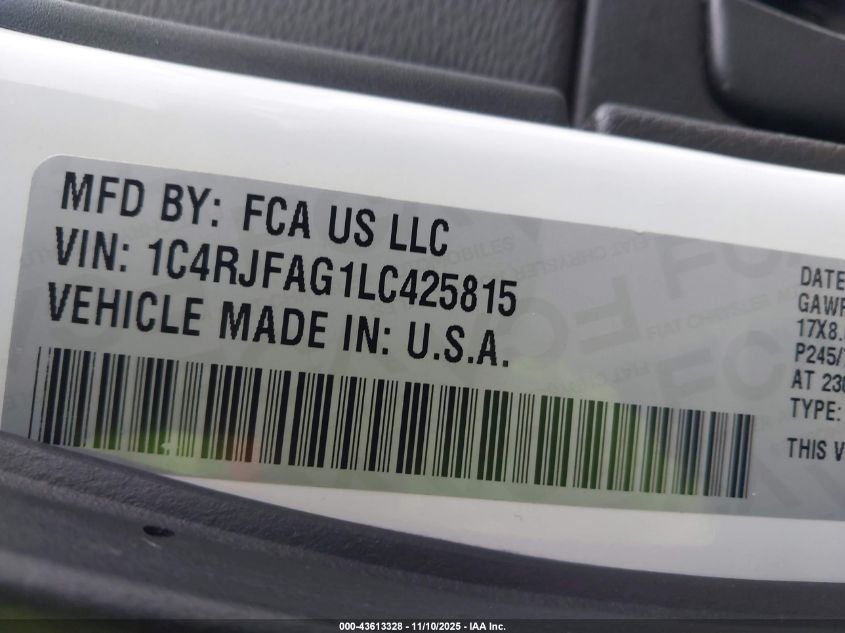 MFD BY: FCA US LLC
VIN: 1C4RJFAG1LC425815
VEHICLE MADE IN: U.S.A.
DATE
GAWR
17X8.
P245/
AT 230
TYPE:
THIS V
000-43613328 - 11/10/2025 - IAA Inc.